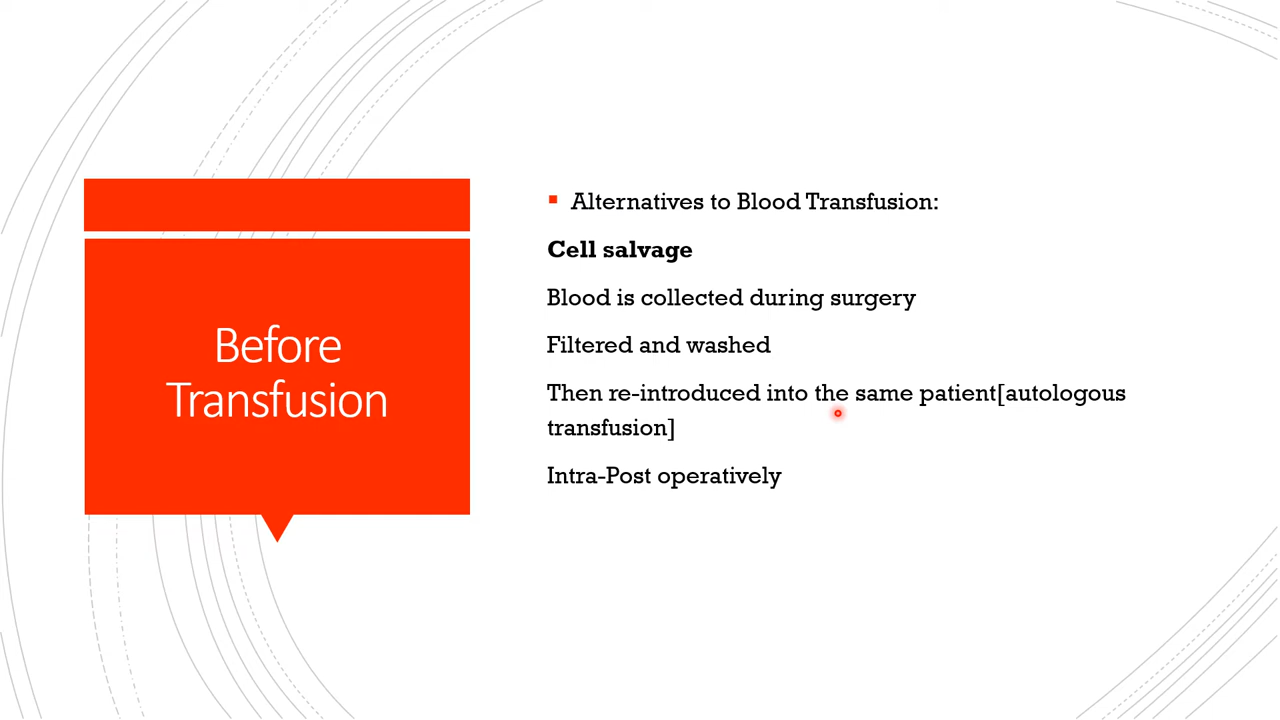 Before
Transfusion
Alternatives to Blood Transfusion:
Cell salvage
Blood is collected during surgery
Filtered and washed
Then re-introduced into the same patient[autologous
transfusion]
Intra-Post operatively